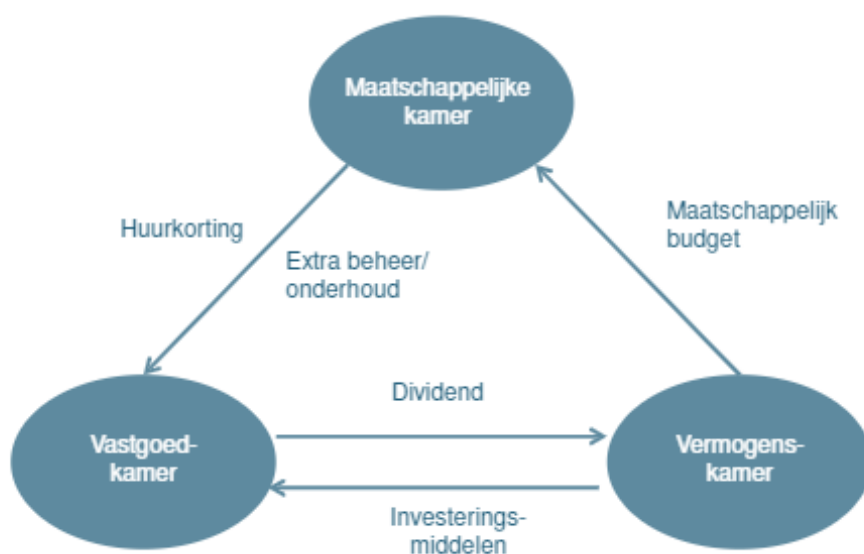 Maatschappelijke
kamer
Huurkorting
Maatschappelijk
budget
Extra beheer/
onderhoud
Dividend
Vastgoed-
kamer
Vermogens-
kamer
Investerings-
middelen